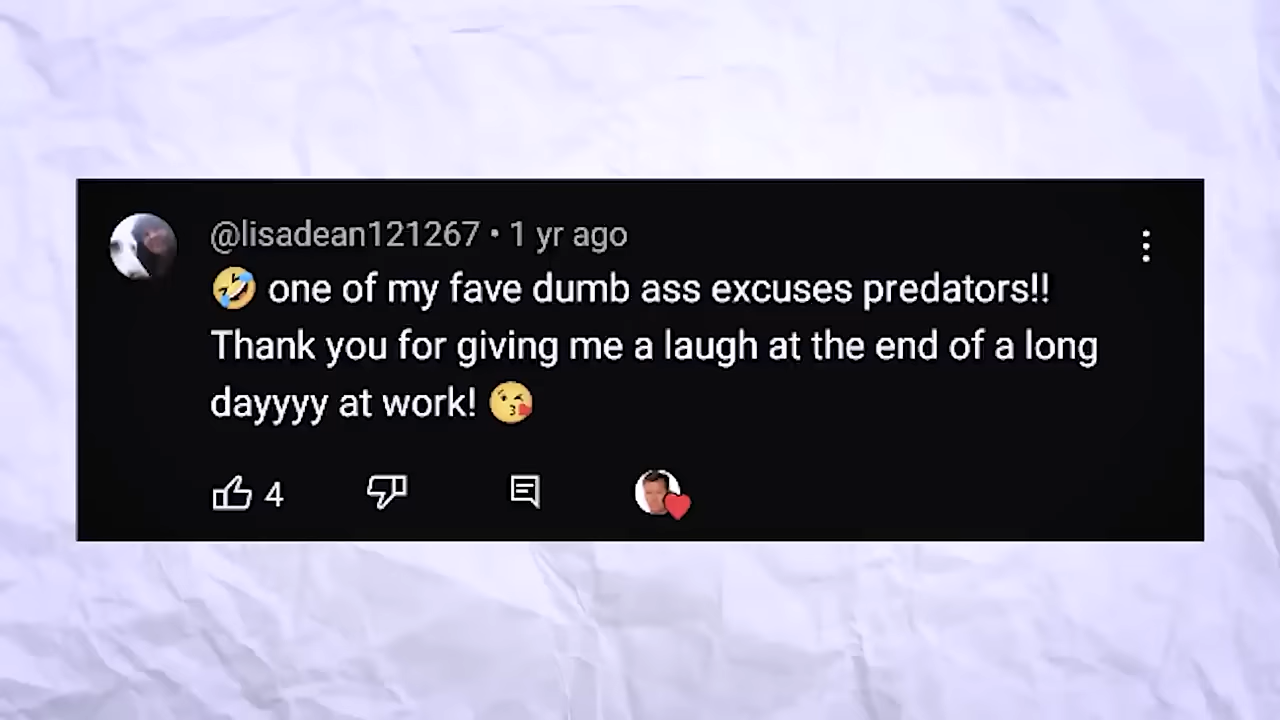 @lisadean121267 • 1 yr ago
🤣 one of my fave dumb ass excuses predators!!
Thank you for giving me a laugh at the end of a long
dayyyy at work! 😘
4